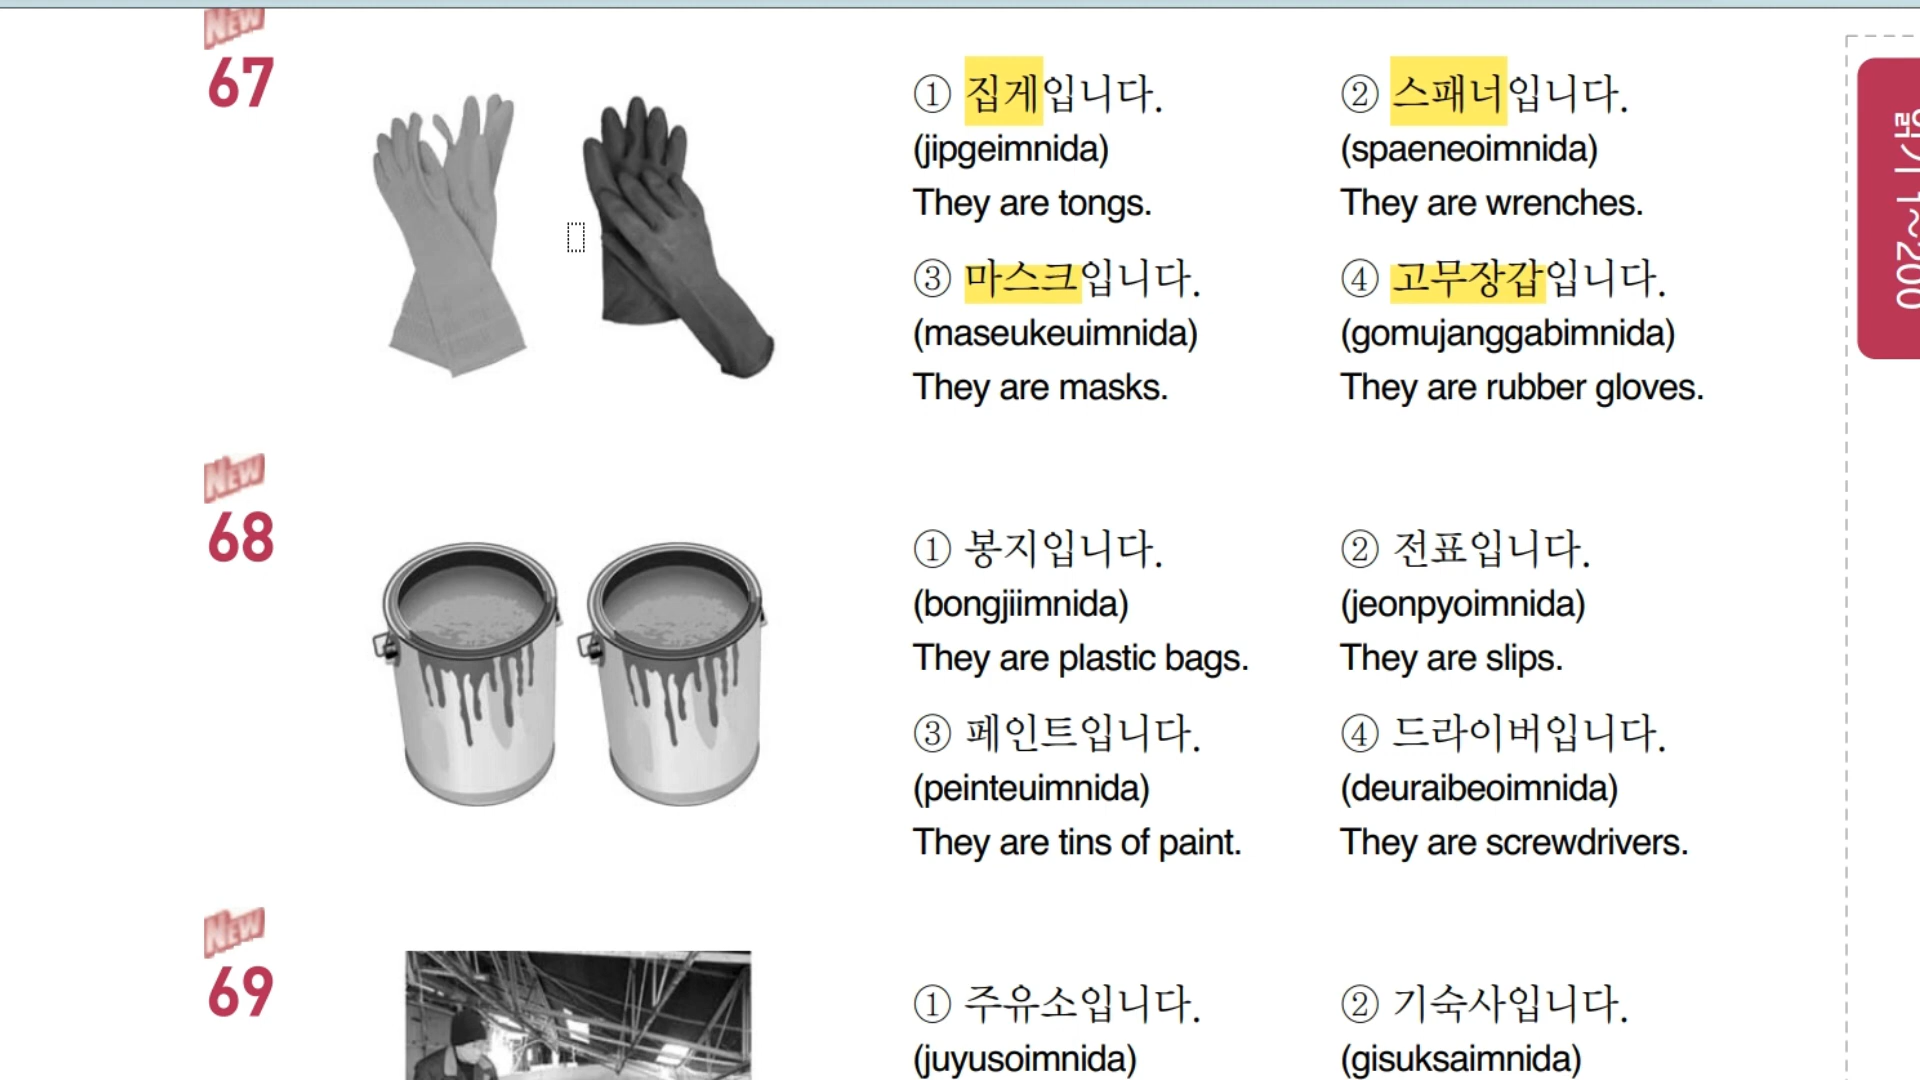 NEW
67
① 집게입니다.
(jipgeimnida)
They are tongs.
② 스패너입니다.
(spaeneoimnida)
They are wrenches.
③ 마스크입니다.
(maseukeuimnida)
They are masks.
④ 고무장갑입니다.
(gomujanggabimnida)
They are rubber gloves.
NEW
68
① 봉지입니다.
(bongjiimnida)
They are plastic bags.
② 전표입니다.
(jeonpyoimnida)
They are slips.
③ 페인트입니다.
(peinteuimnida)
They are tins of paint.
④ 드라이버입니다.
(deuraibeoimnida)
They are screwdrivers.
NEW
69
① 주유소입니다.
(juyusoimnida)
② 기숙사입니다.
(gisuksaimnida)
읽기 1~200